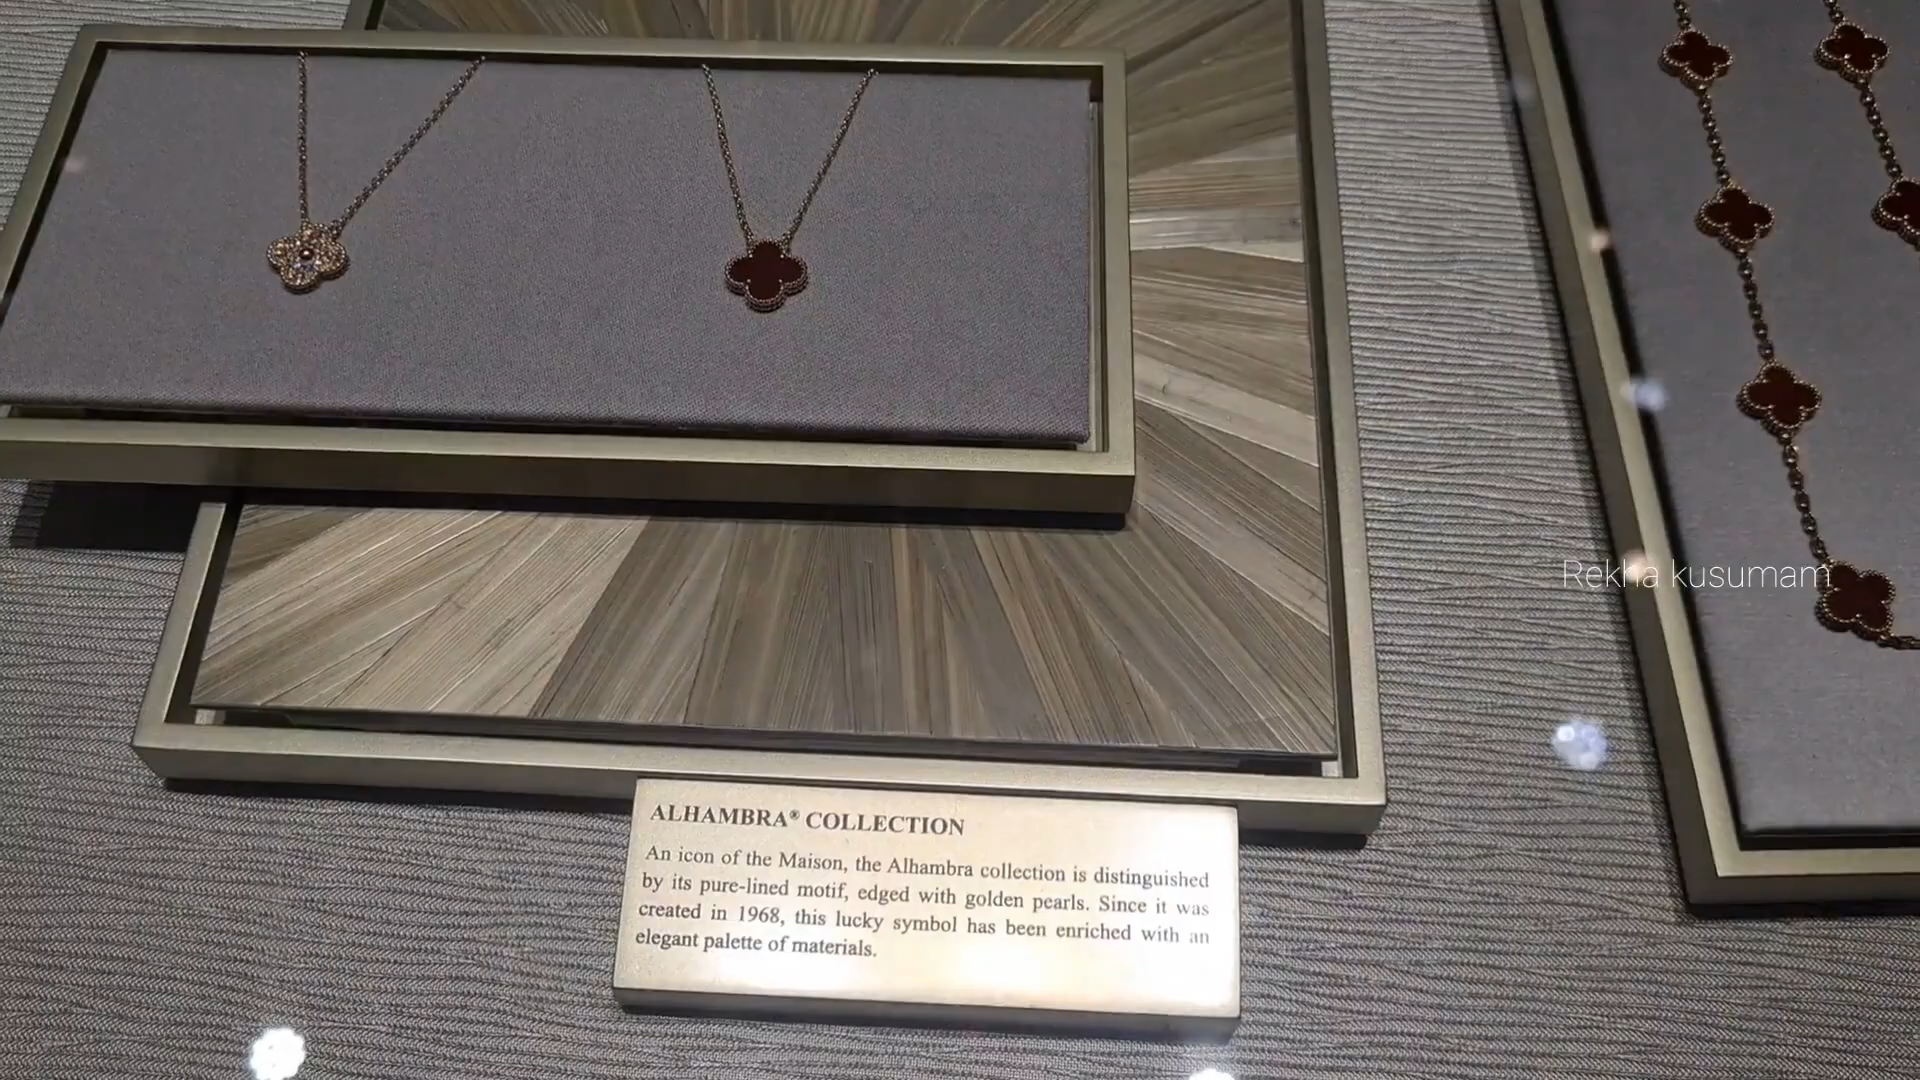 Rekha kusumam
ALHAMBRA® COLLECTION
An icon of the Maison, the Alhambra collection is distinguished
by its pure-lined motif, edged with golden pearls. Since it was
created in 1968, this lucky symbol has been enriched with an
elegant palette of materials.